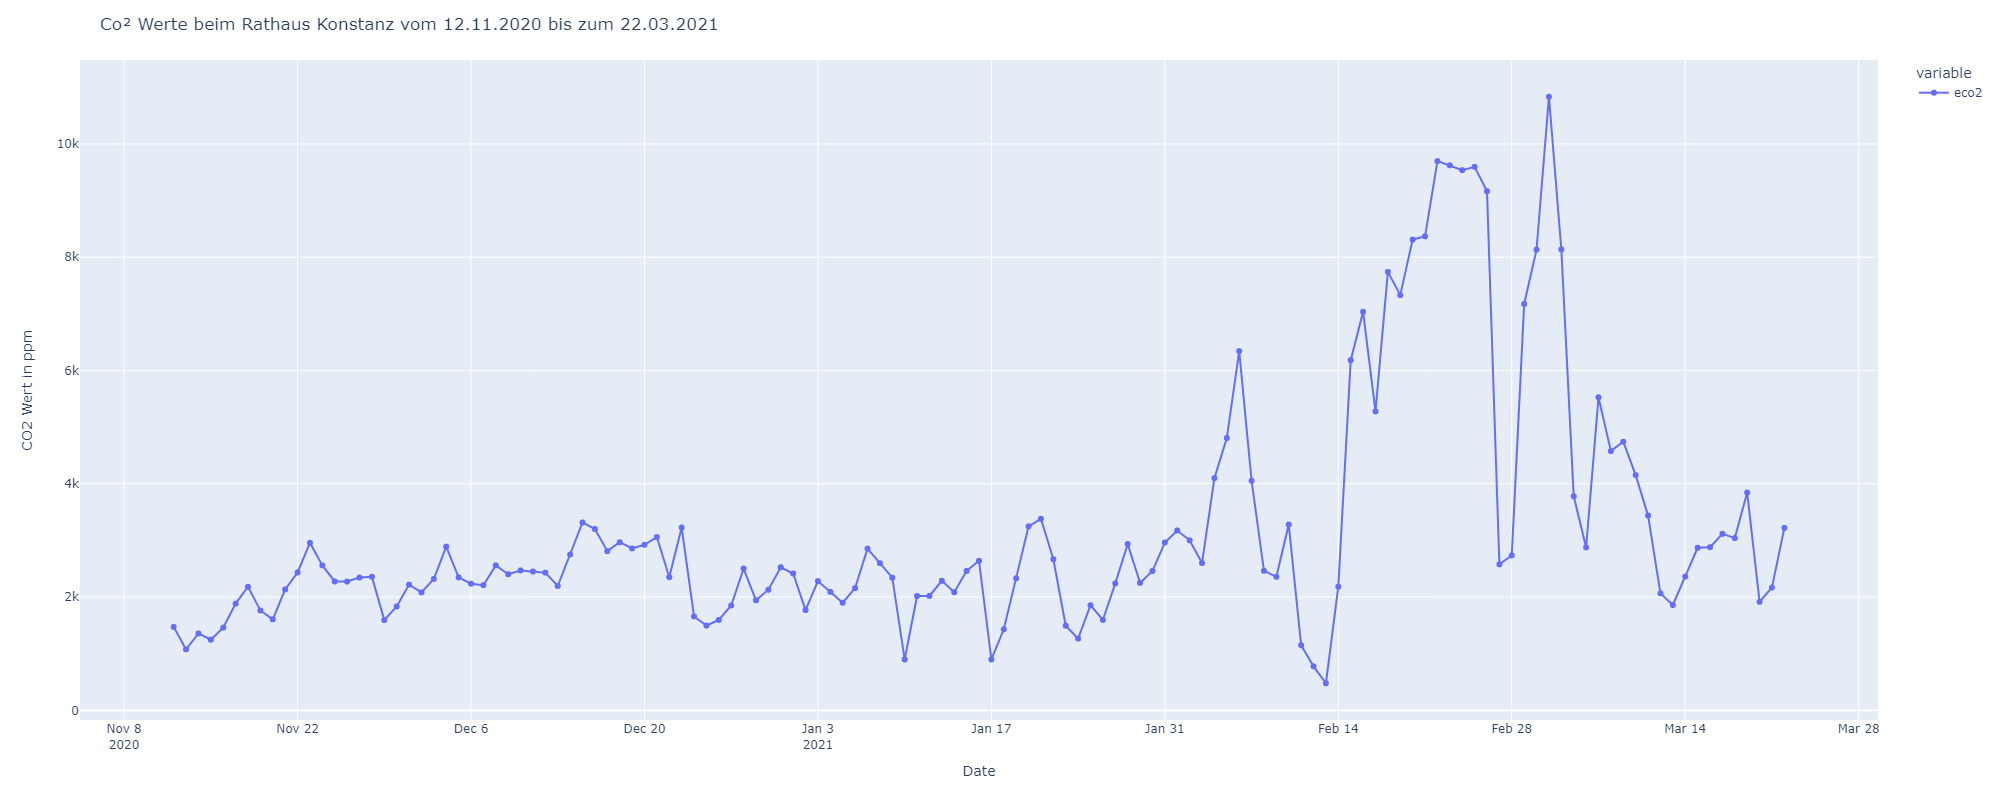 Co² Werte beim Rathaus Konstanz vom 12.11.2020 bis zum 22.03.2021
variable
eco2
CO2 Wert in ppm
10k
8k
6k
4k
2k
0
Nov 8 Nov 22 Dec 6 Dec 20 Jan 3 Jan 17 Jan 31 Feb 14 Feb 28 Mar 14 Mar 28
2020 2021
Date